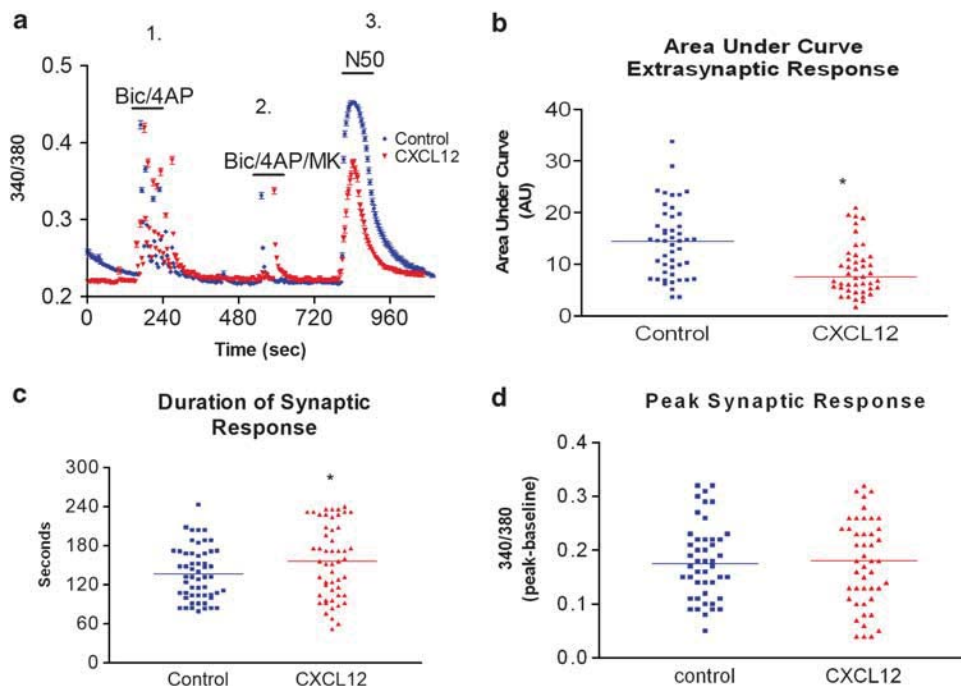 a
1.
2.
3.
0.5
0.4
0.3
0.2
340/380
Bic/4AP
Bic/4AP/MK
N50
Control
CXCL12
0
240
480
720
960
Time (sec)
b
Area Under Curve
Extrasynaptic Response
40
30
20
10
0
Area Under Curve
(AU)
*
Control
CXCL12
c
Duration of Synaptic
Response
300
240
180
120
60
0
Seconds
*
Control
CXCL12
d
Peak Synaptic Response
0.4
0.3
0.2
0.1
0.0
340/380
(peak-baseline)
control
CXCL12